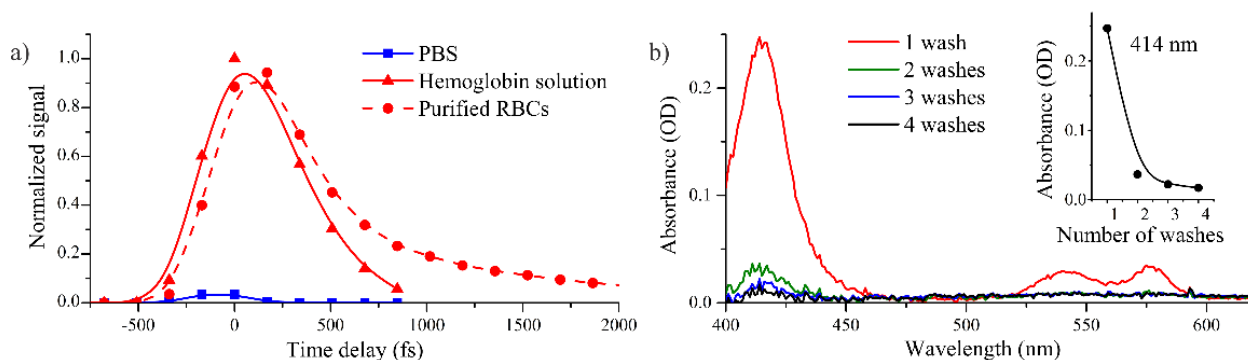 a)
Normalized signal
1.0
0.8
0.6
0.4
0.2
0.0
-500
0
500
1000
1500
2000
Time delay (fs)
PBS
Hemoglobin solution
Purified RBCs
b)
Absorbance (OD)
0.2
0.1
0.0
400
450
500
550
600
Wavelength (nm)
1 wash
2 washes
3 washes
4 washes
414 nm
Absorbance (OD)
0.2
0.1
0.0
1
2
3
4
Number of washes